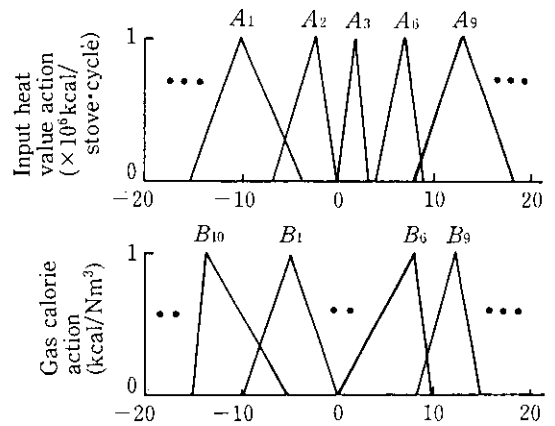 A₁ A₂ A₃ A₆ A₉
Input heat
value action
(×10⁶kcal/
stove·cycle)
1
0
−20 −10 0 10 20
B₁₀ B₁ B₆ B₉
Gas calorie
action
(kcal/Nm³)
1
0
−20 −10 0 10 20